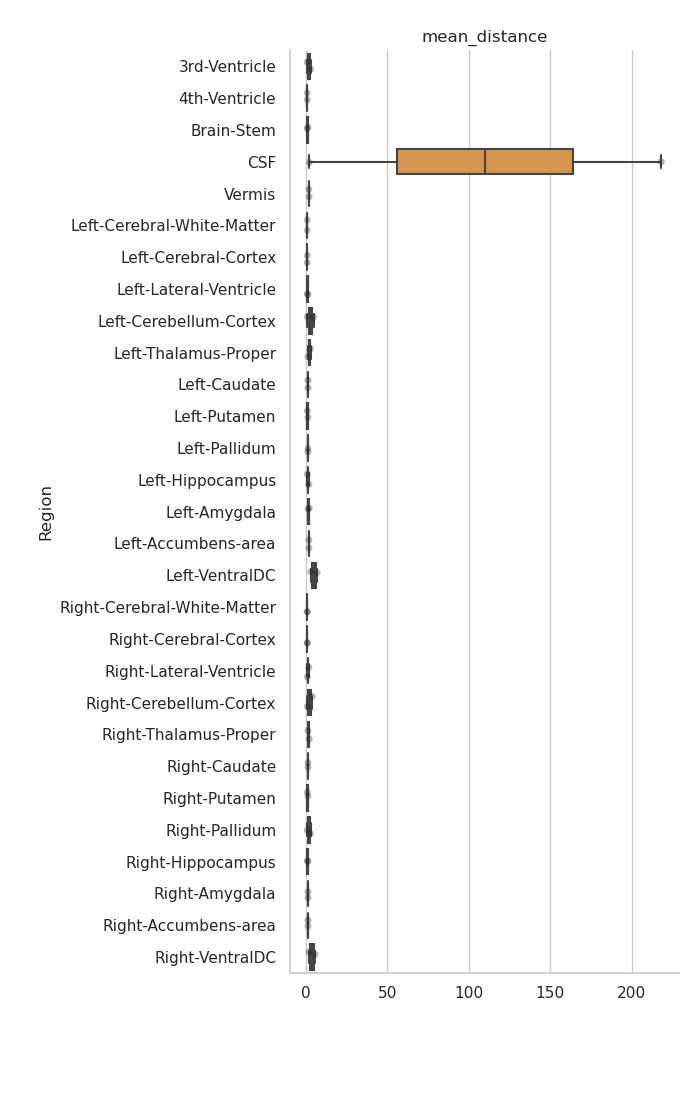 mean_distance
3rd-Ventricle
4th-Ventricle
Brain-Stem
CSF
Vermis
Left-Cerebral-White-Matter
Left-Cerebral-Cortex
Left-Lateral-Ventricle
Left-Cerebellum-Cortex
Left-Thalamus-Proper
Left-Caudate
Left-Putamen
Left-Pallidum
Left-Hippocampus
Left-Amygdala
Left-Accumbens-area
Left-VentralDC
Right-Cerebral-White-Matter
Right-Cerebral-Cortex
Right-Lateral-Ventricle
Right-Cerebellum-Cortex
Right-Thalamus-Proper
Right-Caudate
Right-Putamen
Right-Pallidum
Right-Hippocampus
Right-Amygdala
Right-Accumbens-area
Right-VentralDC
Region
0 50 100 150 200